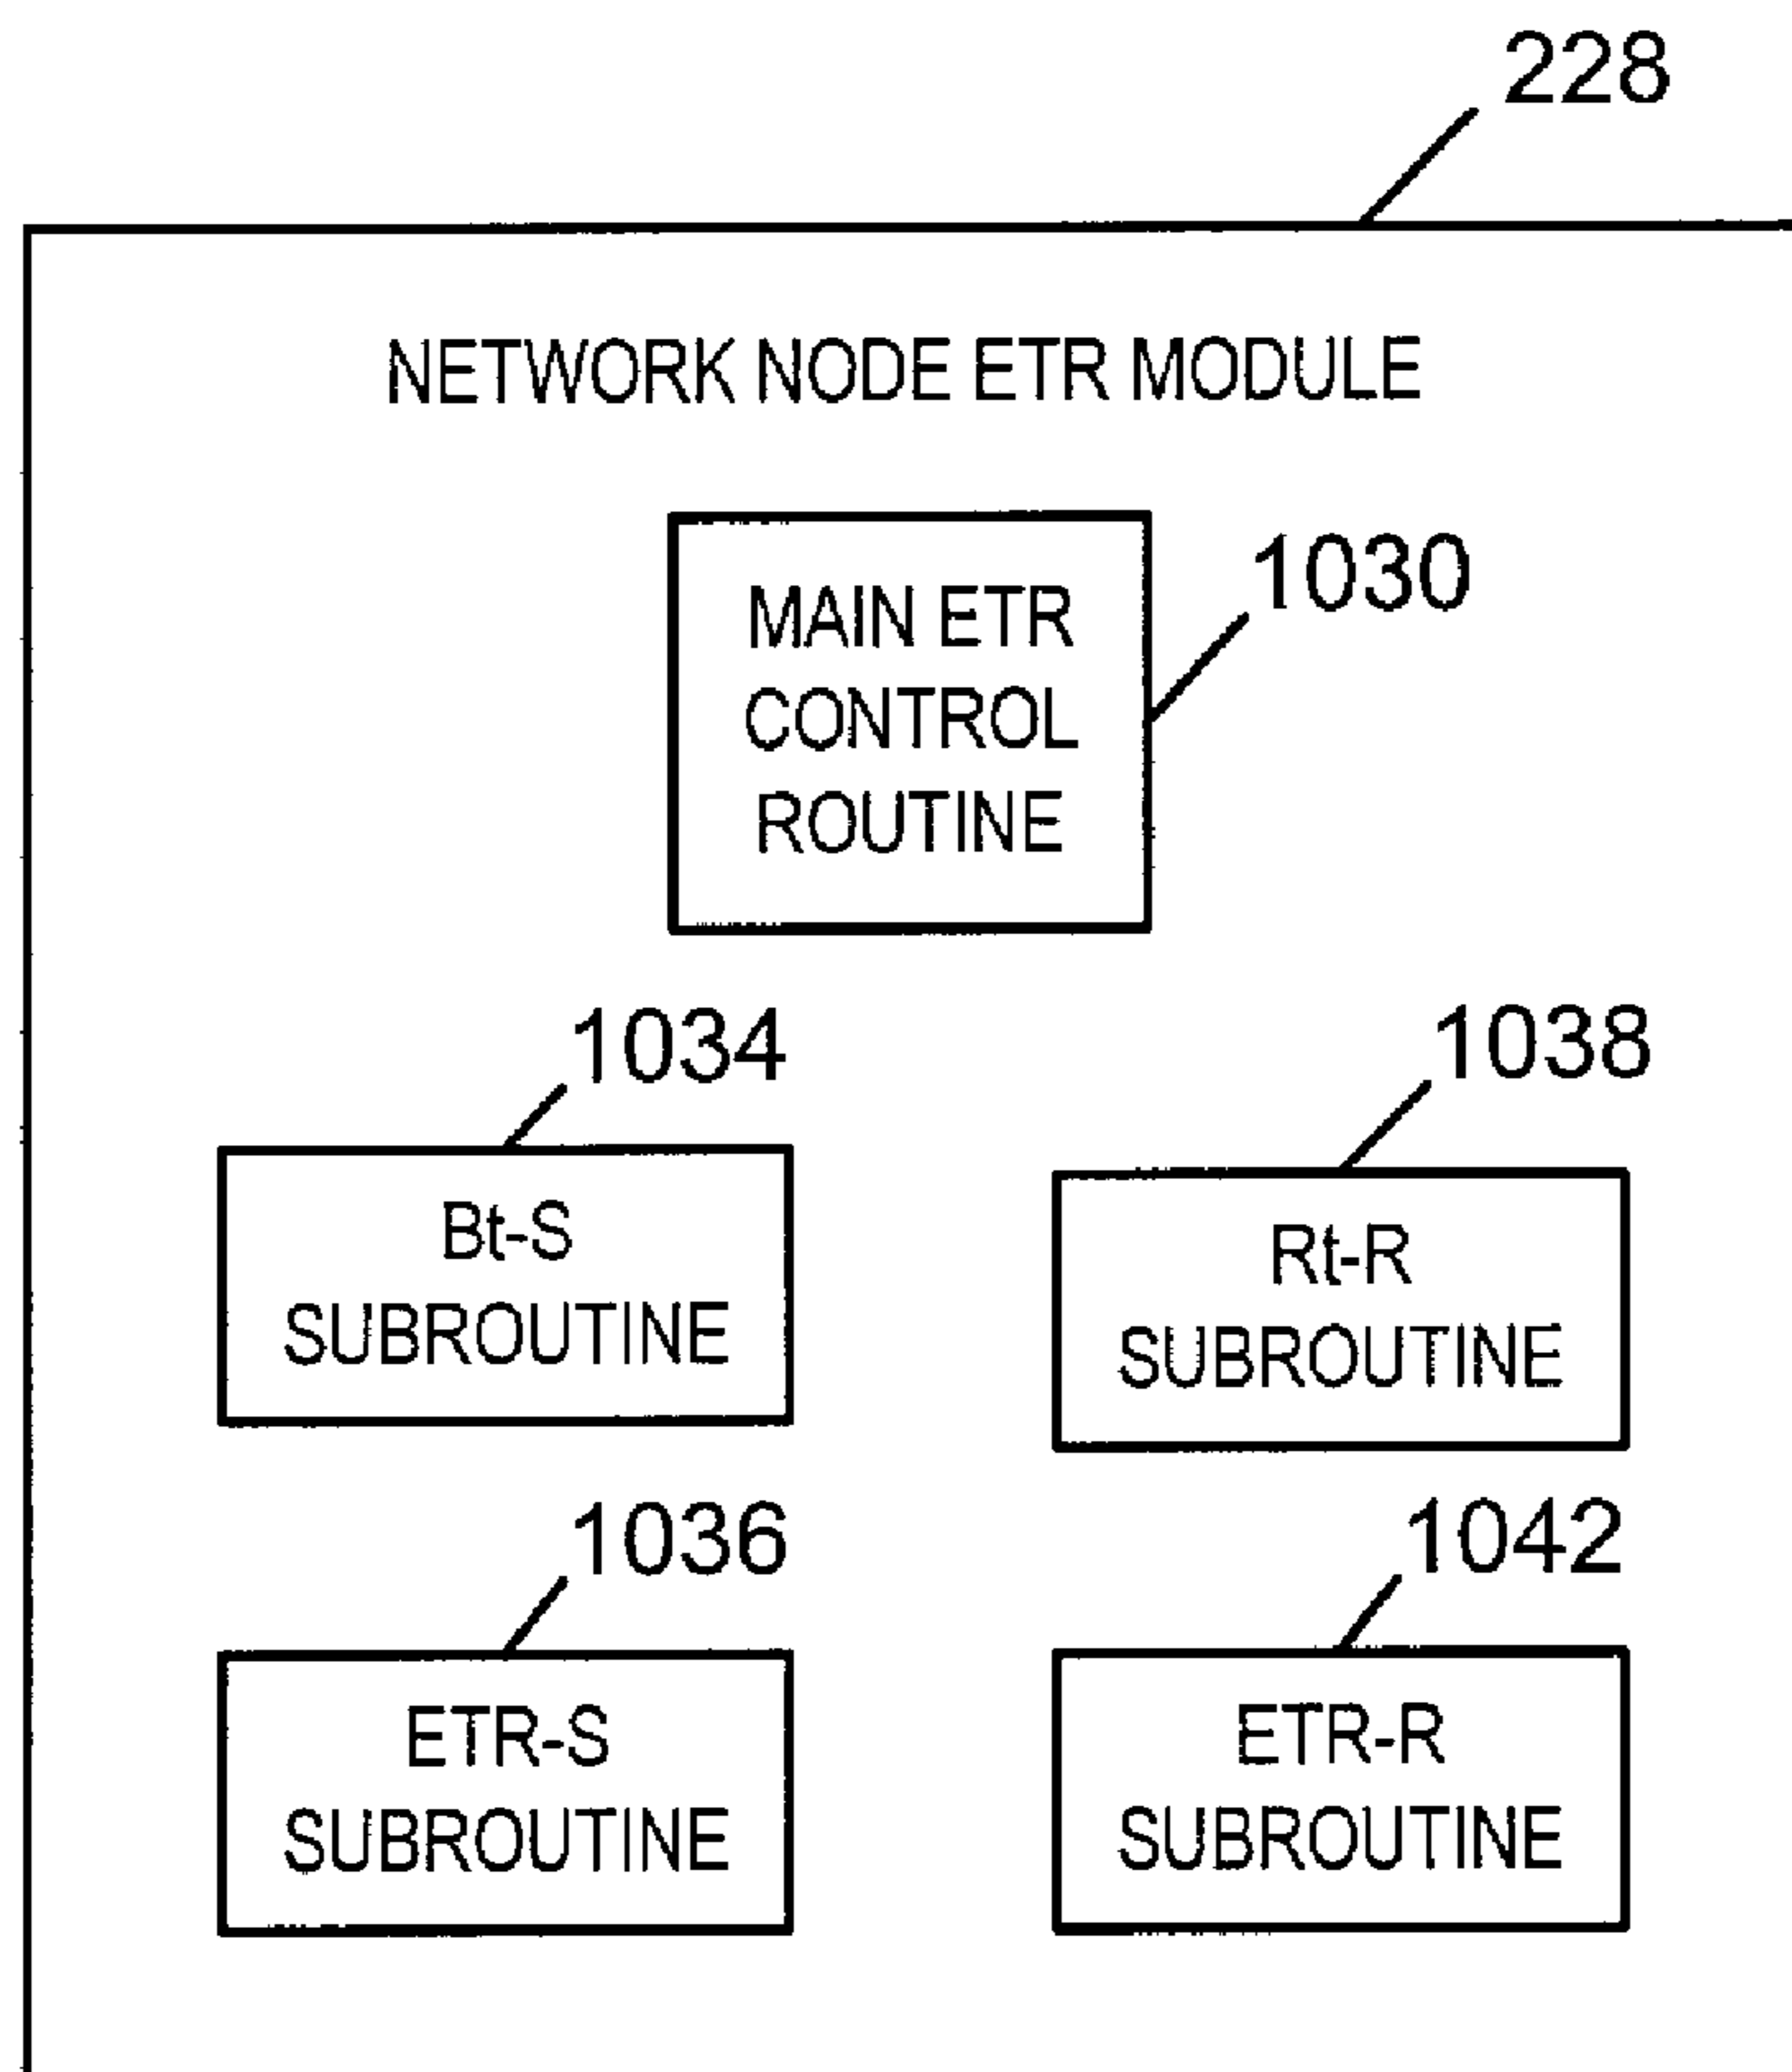 228
NETWORK NODE ETR MODULE
MAIN ETR
CONTROL
ROUTINE
1030
1034
Bt-S
SUBROUTINE
1038
Rt-R
SUBROUTINE
1036
ETR-S
SUBROUTINE
1042
ETR-R
SUBROUTINE